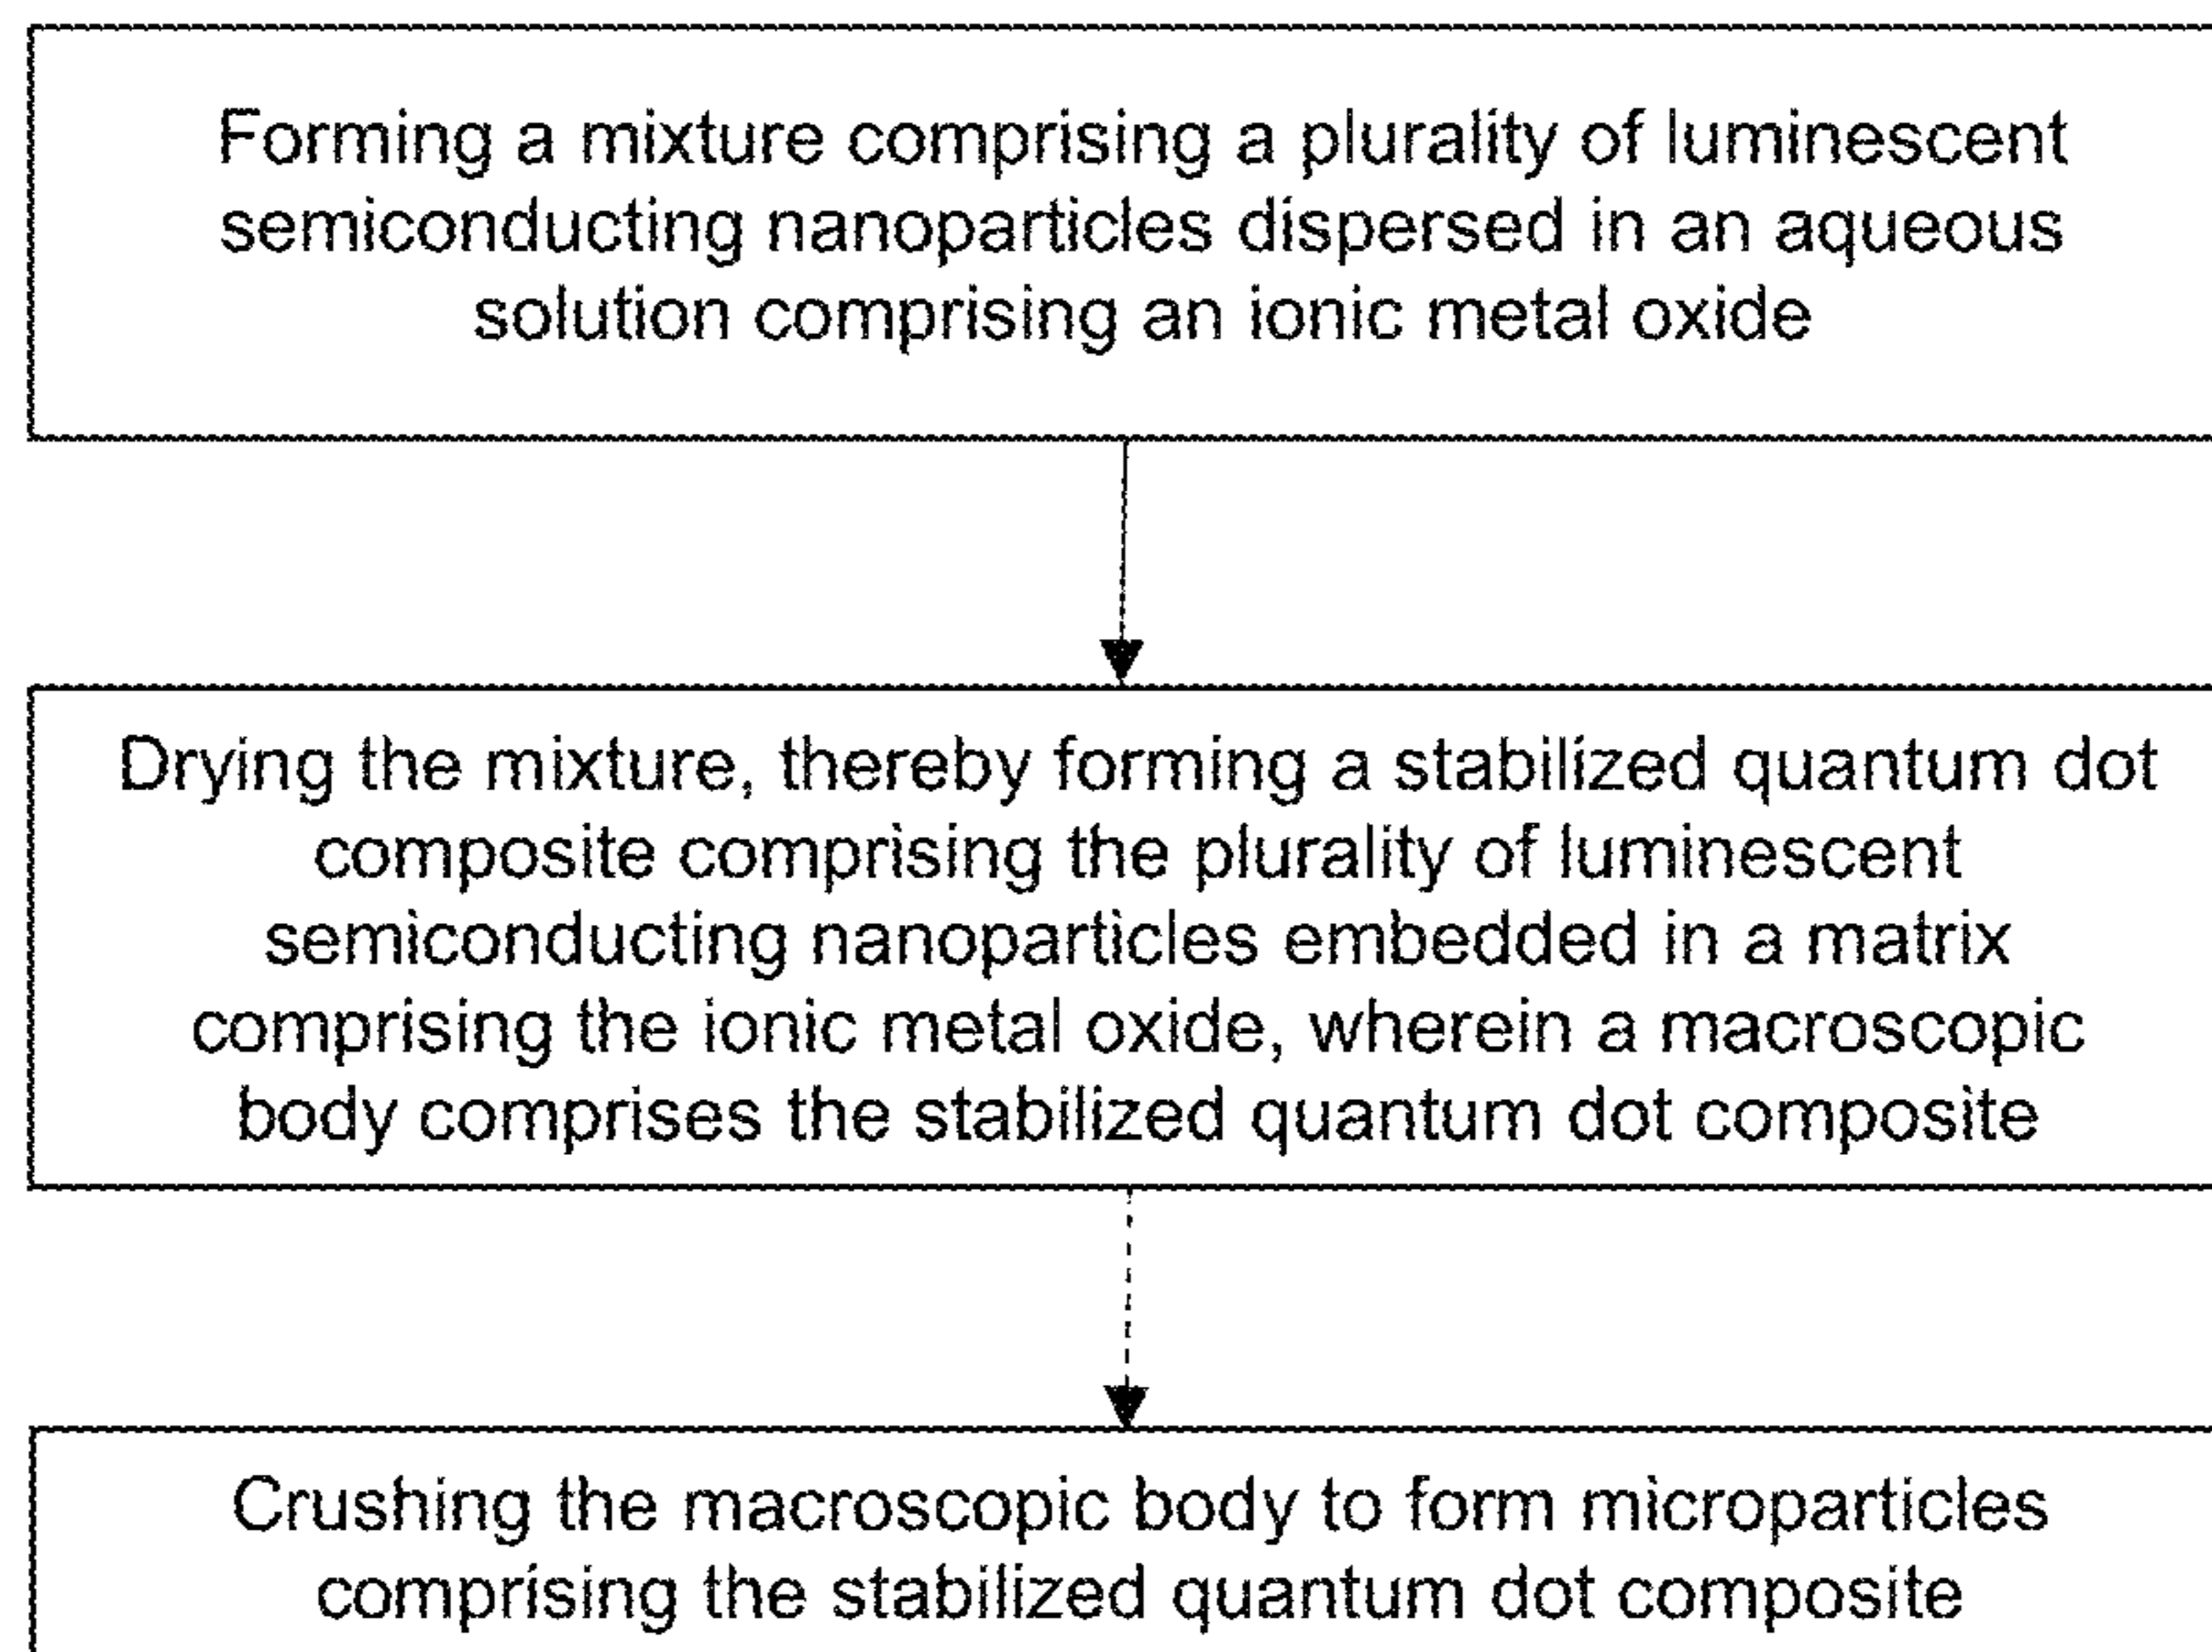 Forming a mixture comprising a plurality of luminescent
semiconducting nanoparticles dispersed in an aqueous
solution comprising an ionic metal oxide
Drying the mixture, thereby forming a stabilized quantum dot
composite comprising the plurality of luminescent
semiconducting nanoparticles embedded in a matrix
comprising the ionic metal oxide, wherein a macroscopic
body comprises the stabilized quantum dot composite
Crushing the macroscopic body to form microparticles
comprising the stabilized quantum dot composite